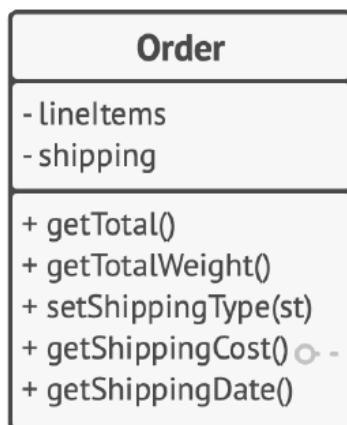 Order
- lineItems
- shipping
+ getTotal()
+ getTotalWeight()
+ setShippingType(st)
+ getShippingCost()
+ getShippingDate()